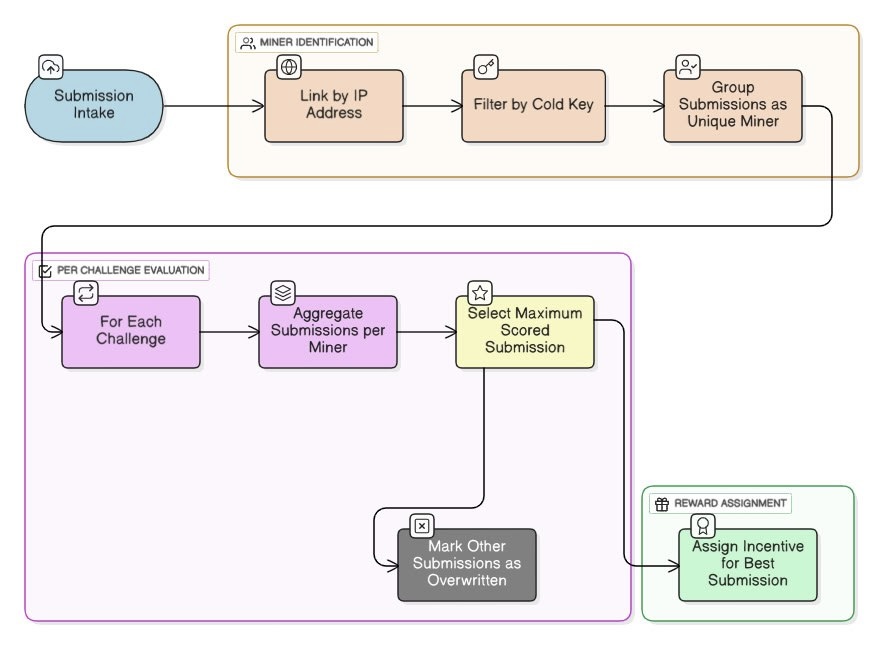 MINER IDENTIFICATION
Submission
Intake
Link by IP
Address
Filter by Cold Key
Group
Submissions as
Unique Miner
PER CHALLENGE EVALUATION
For Each
Challenge
Aggregate
Submissions per
Miner
Select Maximum
Scored
Submission
Mark Other
Submissions as
Overwritten
REWARD ASSIGNMENT
Assign Incentive
for Best
Submission